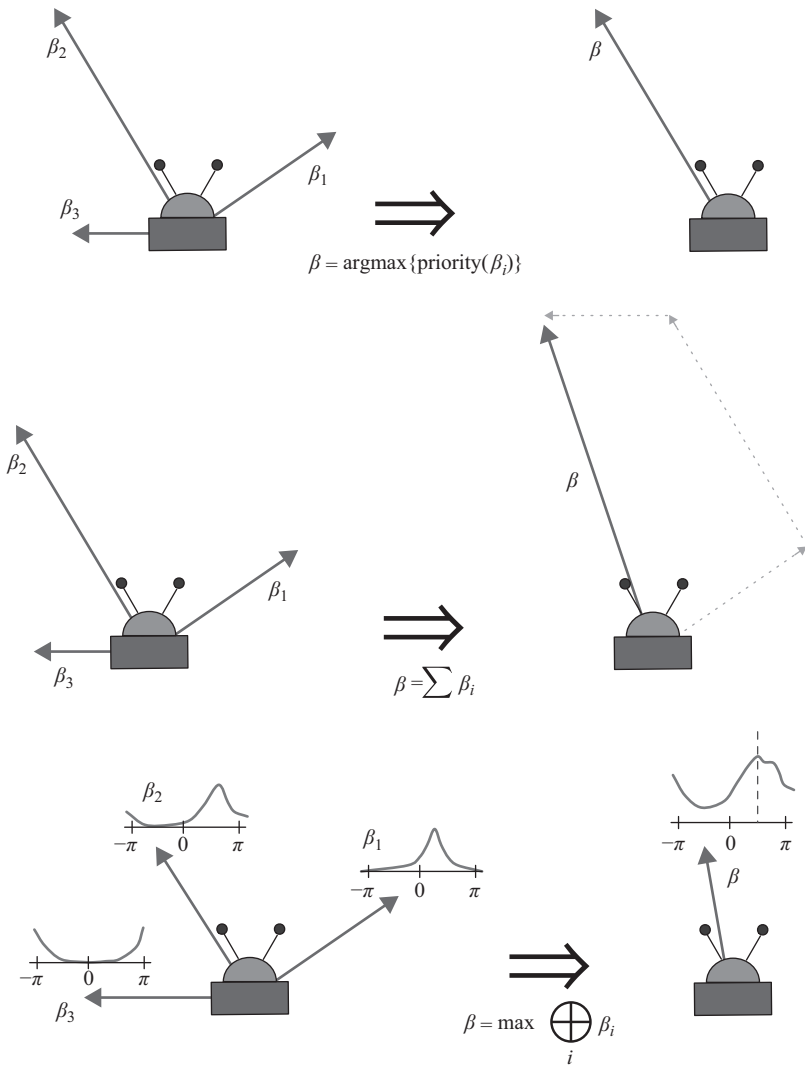 β₂
β₁
β₃
β
β = argmax{priority(βᵢ)}
β₂
β₁
β₃
β
β = ∑ βᵢ
β₂
−π 0 π
β₁
−π 0 π
−π 0 π
β₃
−π 0 π
β
β = max ⊕ βᵢ
i